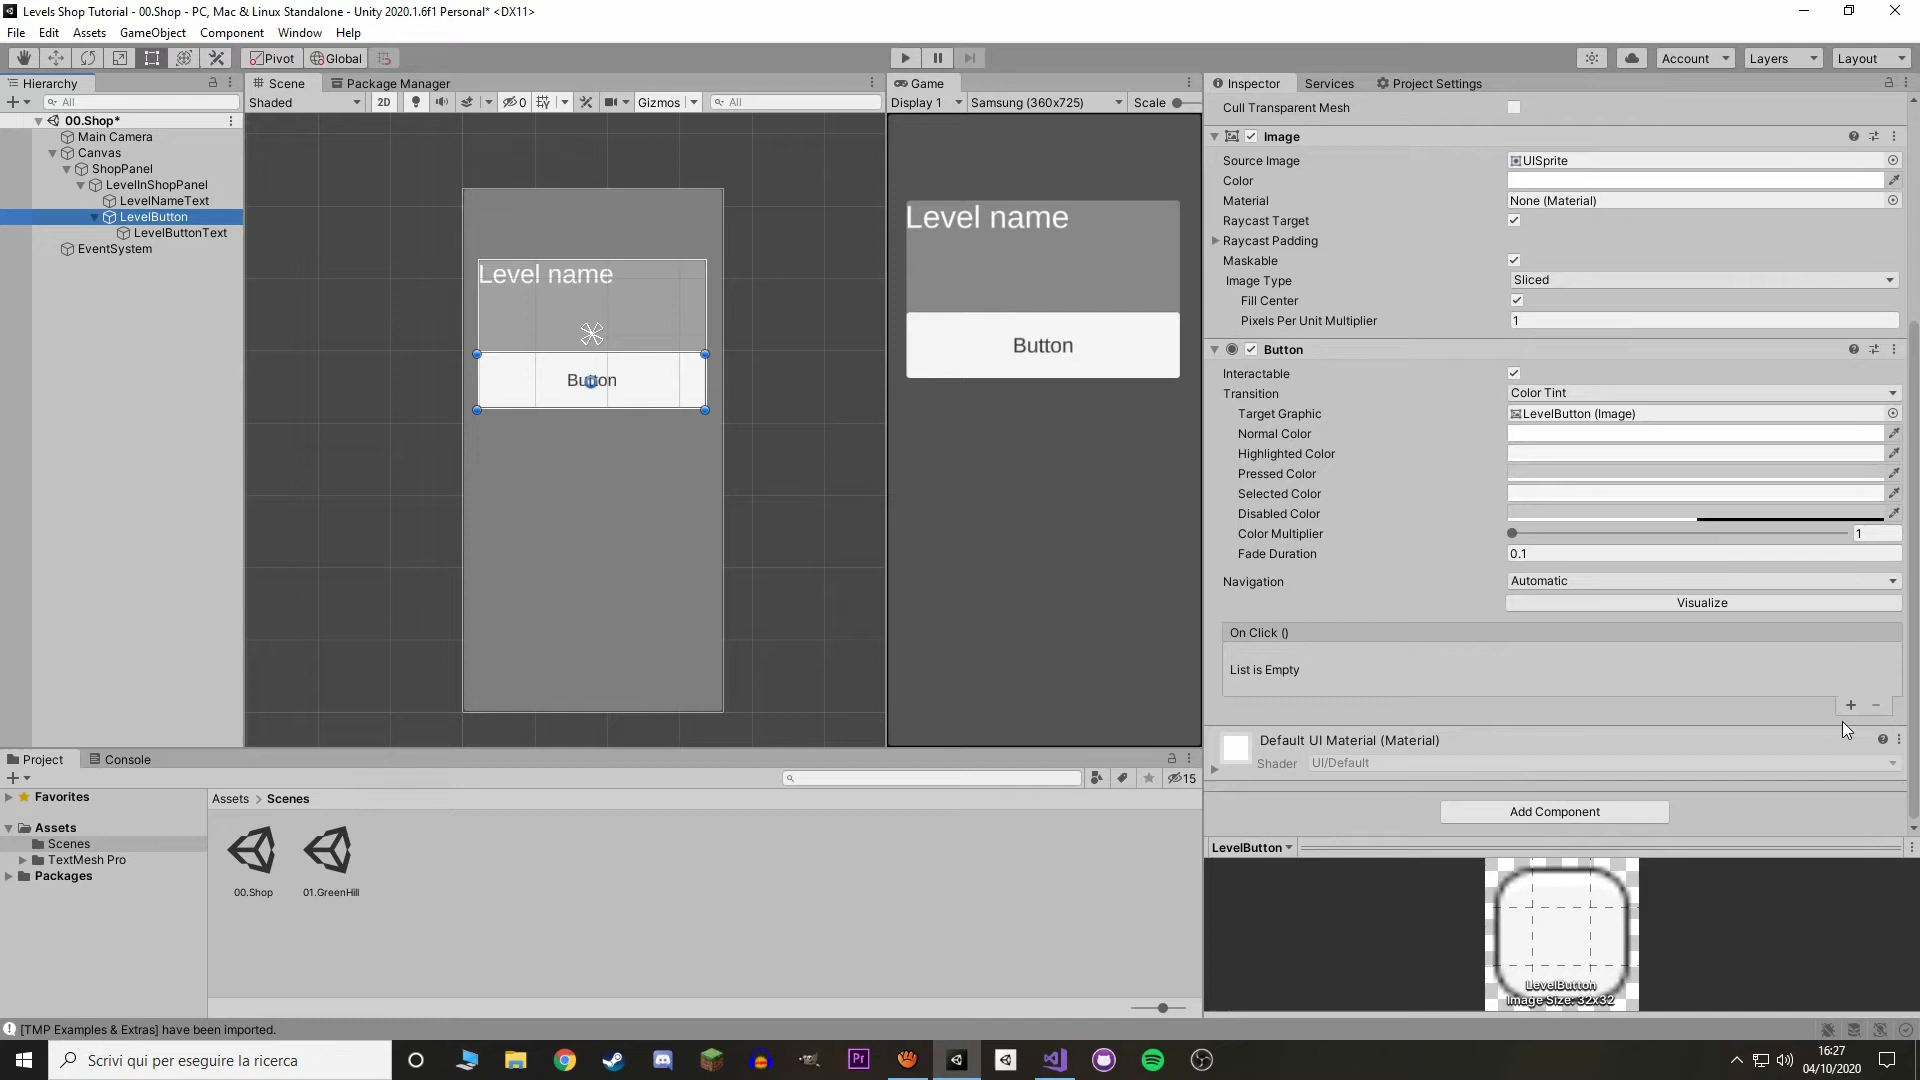 Levels Shop Tutorial - 00.Shop - PC, Mac & Linux Standalone - Unity 2020.1.6f1 Personal* <DX11>
File Edit Assets GameObject Component Window Help
Pivot Global Account Layers Layout
Hierarchy
All
00.Shop*
Main Camera
Canvas
ShopPanel
LevelInShopPanel
LevelNameText
LevelButton
LevelButtonText
EventSystem
Scene Package Manager
Shaded 2D 0 Gizmos All
Level name
Button
Game
Display 1 Samsung (360x725) Scale
Level name
Button
Inspector Services Project Settings
Cull Transparent Mesh
Image
Source Image UISprite
Color
Material None (Material)
Raycast Target
Raycast Padding
Maskable
Image Type Sliced
Fill Center
Pixels Per Unit Multiplier 1
Button
Interactable
Transition Color Tint
Target Graphic LevelButton (Image)
Normal Color
Highlighted Color
Pressed Color
Selected Color
Disabled Color
Color Multiplier 1
Fade Duration 0.1
Navigation Automatic
Visualize
On Click ()
List is Empty
Default UI Material (Material)
Shader UI/Default
Add Component
LevelButton
LevelButton
Image Size: 32x32
Project Console
15
Favorites
Assets
Scenes
TextMesh Pro
Packages
Assets > Scenes
00.Shop 01.GreenHill
[TMP Examples & Extras] have been imported.
Scrivi qui per eseguire la ricerca
Pr
16:27
04/10/2020